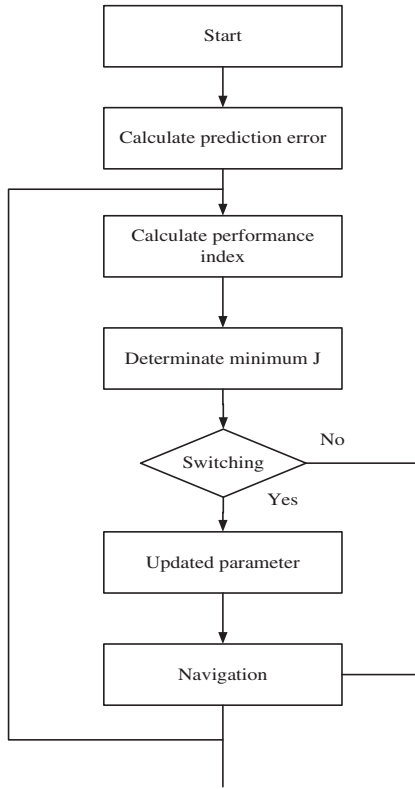 Start
Calculate prediction error
Calculate performance
index
Determinate minimum J
No
Switching
Yes
Updated parameter
Navigation